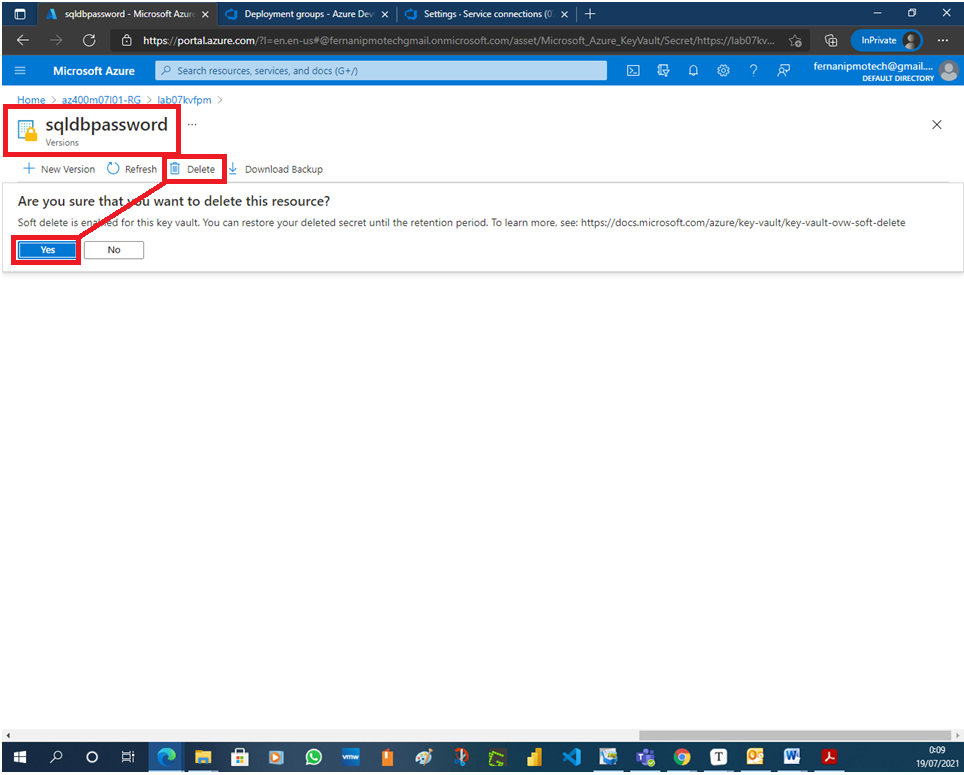 sqldbpassword - Microsoft Azure
Deployment groups - Azure Dev
Settings · Service connections (0
https://portal.azure.com/?l=en.en-us#@fernanipmotechgmail.onmicrosoft.com/asset/Microsoft_Azure_KeyVault/Secret/https://lab07kv...
InPrivate
Microsoft Azure
Search resources, services, and docs (G+/)
fernanipmotech@gmail....
DEFAULT DIRECTORY
Home > az400m07l01-RG > lab07kvfpm >
sqldbpassword ...
Versions
New Version
Refresh
Delete
Download Backup
Are you sure that you want to delete this resource?
Soft delete is enabled for this key vault. You can restore your deleted secret until the retention period. To learn more, see: https://docs.microsoft.com/azure/key-vault/key-vault-ovw-soft-delete
Yes
No
vmw
T
0:09
19/07/2021